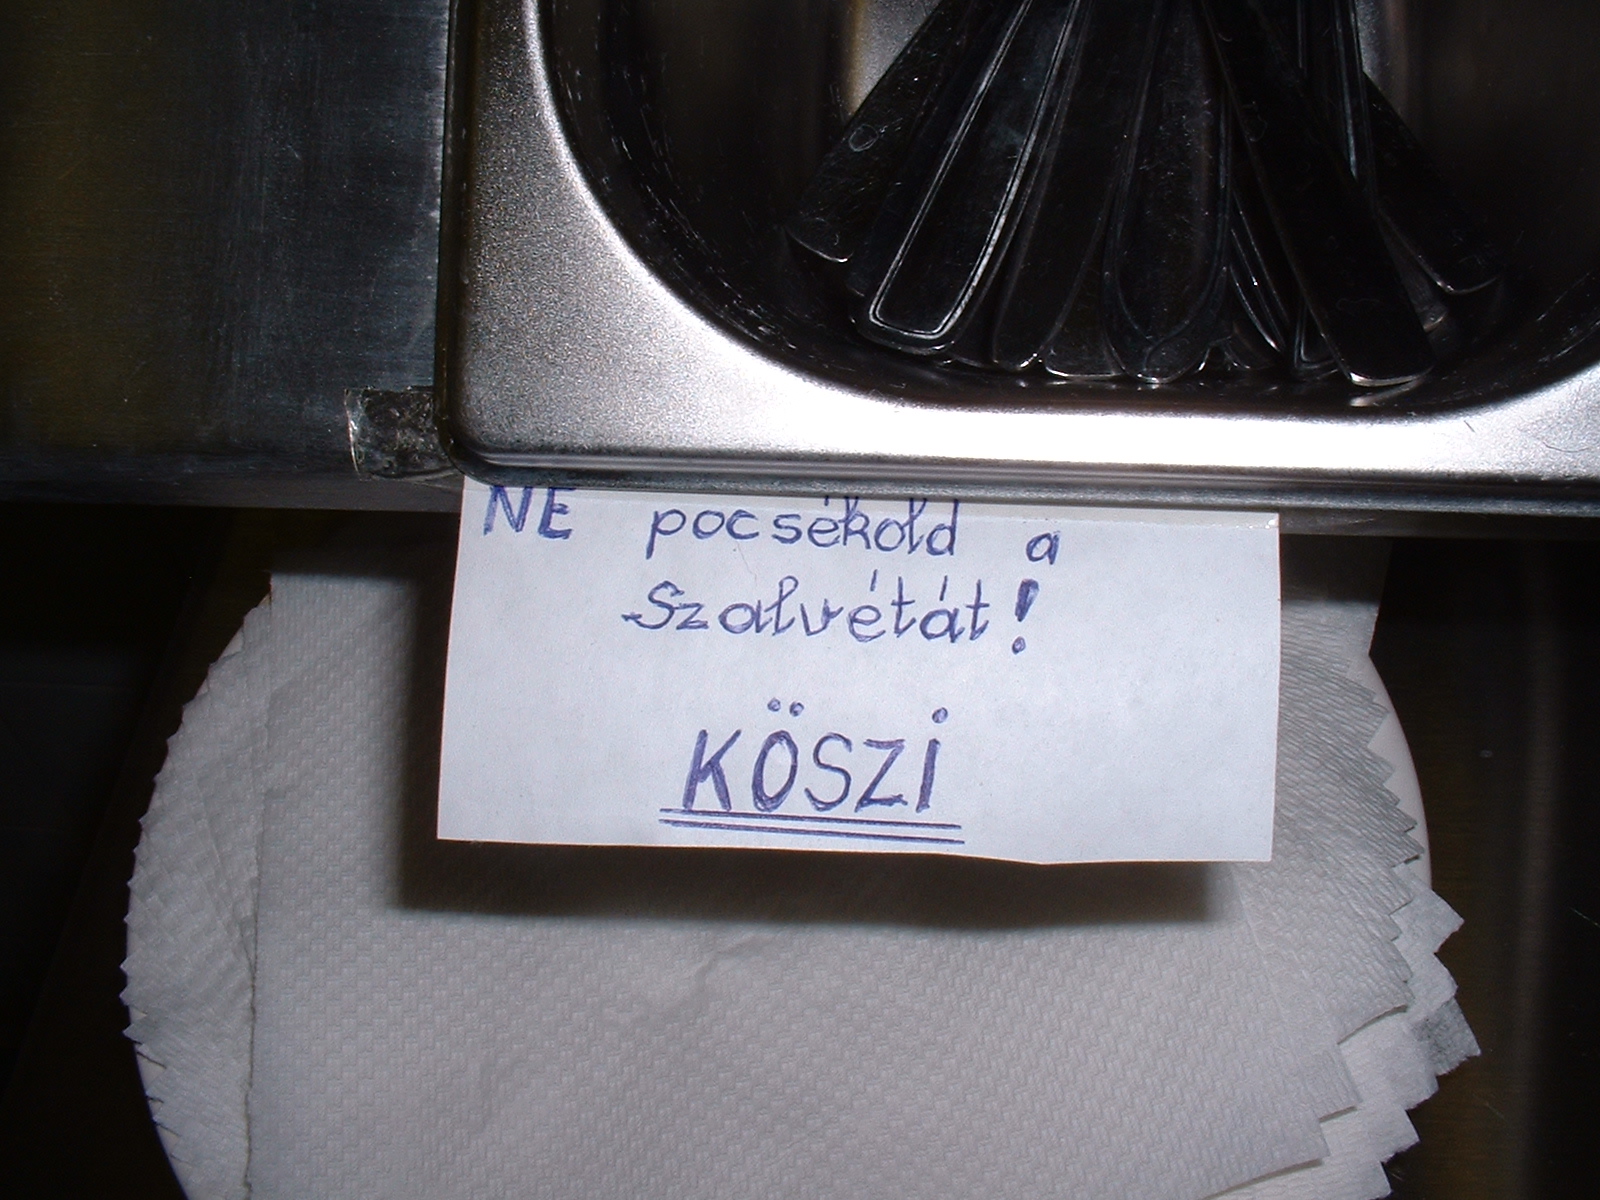 NE pocsékold a
Szalvétát!
KÖSZI